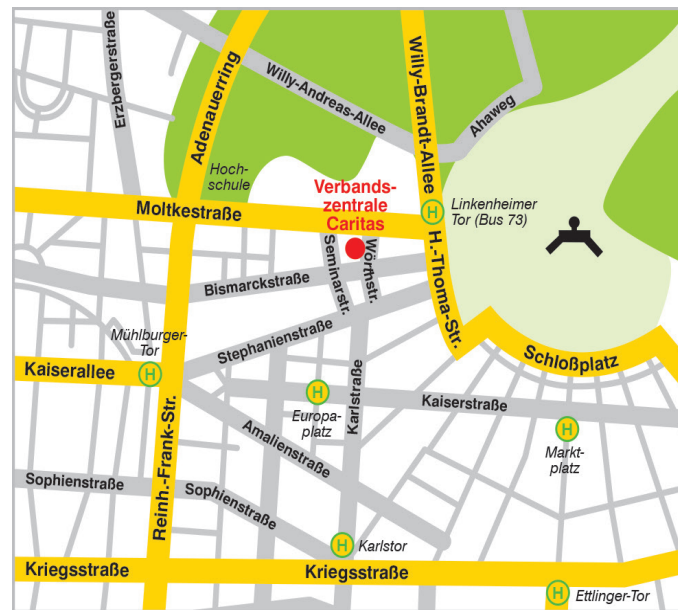 Erzbergerstraße
Adenauerring
Willy-Andreas-Allee
Willy-Brandt-Allee
Ahaweg
Hoch-
schule
Moltkestraße
Verbands-
zentrale
Caritas
H
Linkenheimer
Tor (Bus 73)
H.-Thoma-Str.
Seminarstr.
Wörthstr.
Bismarckstraße
Stephanienstraße
Mühlburger-
Tor
H
Kaiserallee
Schloßplatz
Reinh.-Frank-Str.
H
Europa-
platz
Karlstraße
Kaiserstraße
H
Markt-
platz
Amalienstraße
Sophienstraße
Sophienstraße
H
Karlstor
Kriegsstraße
Kriegsstraße
H
Ettlinger-Tor